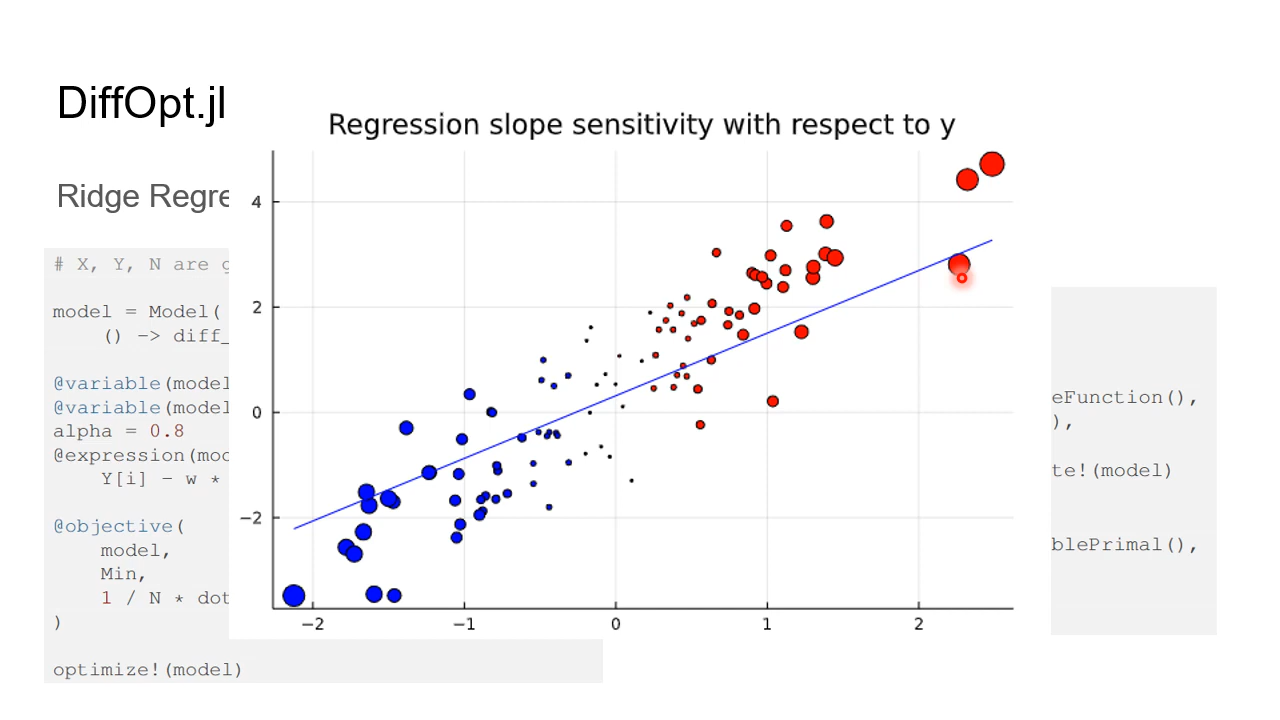 DiffOpt.jl
Ridge Regre
# X, Y, N are g
model = Model(
() -> diff_
@variable(model
@variable(model
alpha = 0.8
@expression(mod
Y[i] - w *
@objective(
model,
Min,
1 / N * dot
)
optimize!(model)
Regression slope sensitivity with respect to y
4
2
0
−2
−2
−1
0
1
2
eFunction(),
),
te!(model)
blePrimal(),